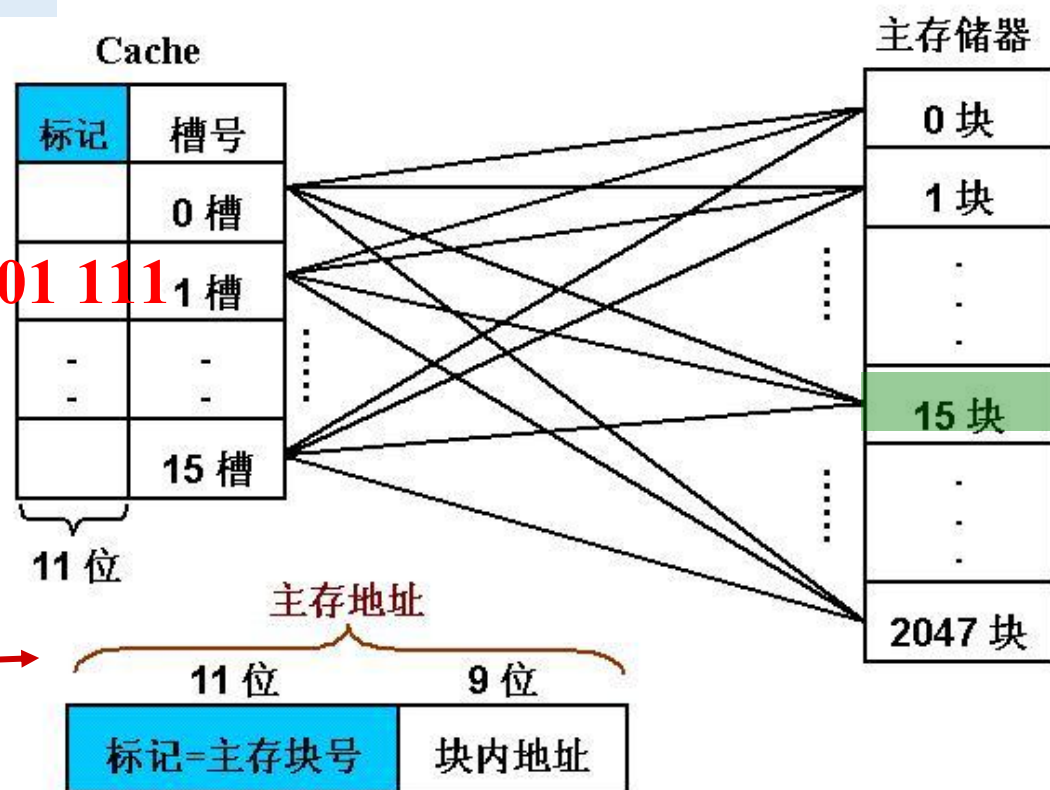 Cache
主存储器
标记 槽号
0 槽
01 111 1 槽
- -
- -
15 槽
11 位
0 块
1 块
.
.
.
15 块
.
.
.
2047 块
主存地址
11 位 9 位
标记=主存块号 块内地址